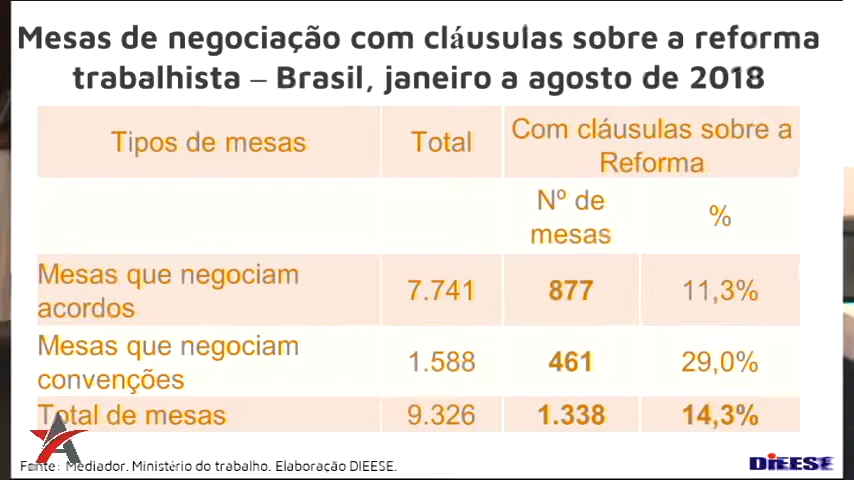 Mesas de negociação com cláusulas sobre a reforma
trabalhista – Brasil, janeiro a agosto de 2018
Tipos de mesas Total Com cláusulas sobre a
Reforma
Nº de
mesas %
Mesas que negociam
acordos 7.741 877 11,3%
Mesas que negociam
convenções 1.588 461 29,0%
Total de mesas 9.326 1.338 14,3%
Fonte: Mediador. Ministério do trabalho. Elaboração DIEESE.
DIEESE